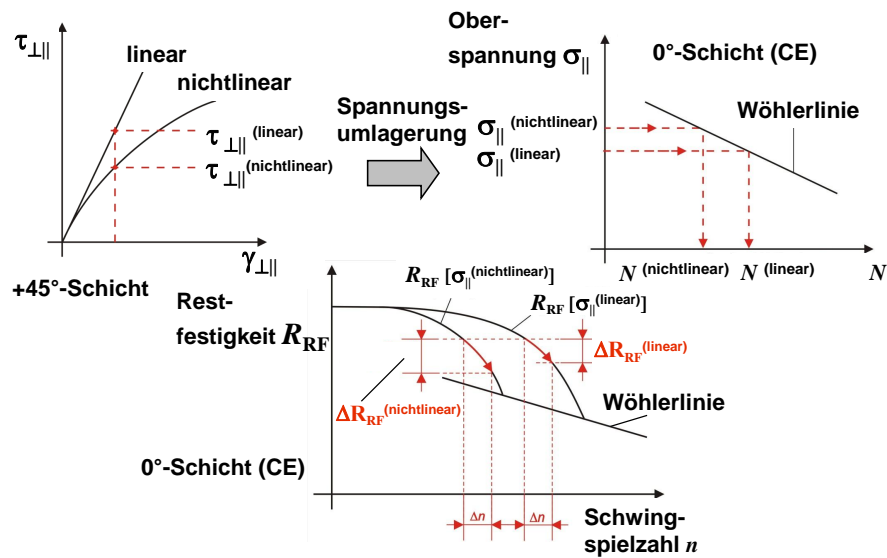 τ⊥||
linear
nichtlinear
τ⊥||(linear)
τ⊥||(nichtlinear)
γ⊥||
+45°-Schicht
Spannungs-
umlagerung
Ober-
spannung σ||
0°-Schicht (CE)
Wöhlerlinie
σ||(nichtlinear)
σ||(linear)
N(nichtlinear)
N(linear)
N
Rest-
festigkeit RRF
RRF [σ||(nichtlinear)]
RRF [σ||(linear)]
ΔRRF(linear)
ΔRRF(nichtlinear)
Wöhlerlinie
0°-Schicht (CE)
Δn
Δn
Schwing-
spielzahl n